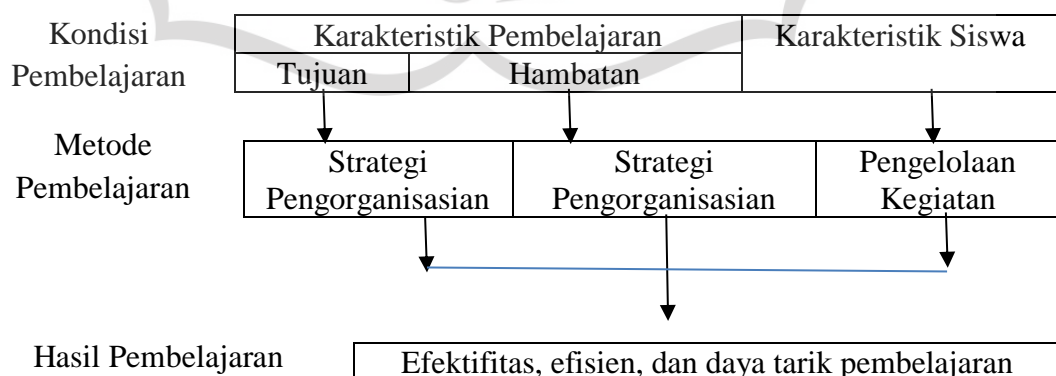 Kondisi
Pembelajaran
Karakteristik Pembelajaran
Karakteristik Siswa
Tujuan
Hambatan
Metode
Pembelajaran
Strategi
Pengorganisasian
Strategi
Pengorganisasian
Pengelolaan
Kegiatan
Hasil Pembelajaran
Efektifitas, efisien, dan daya tarik pembelajaran